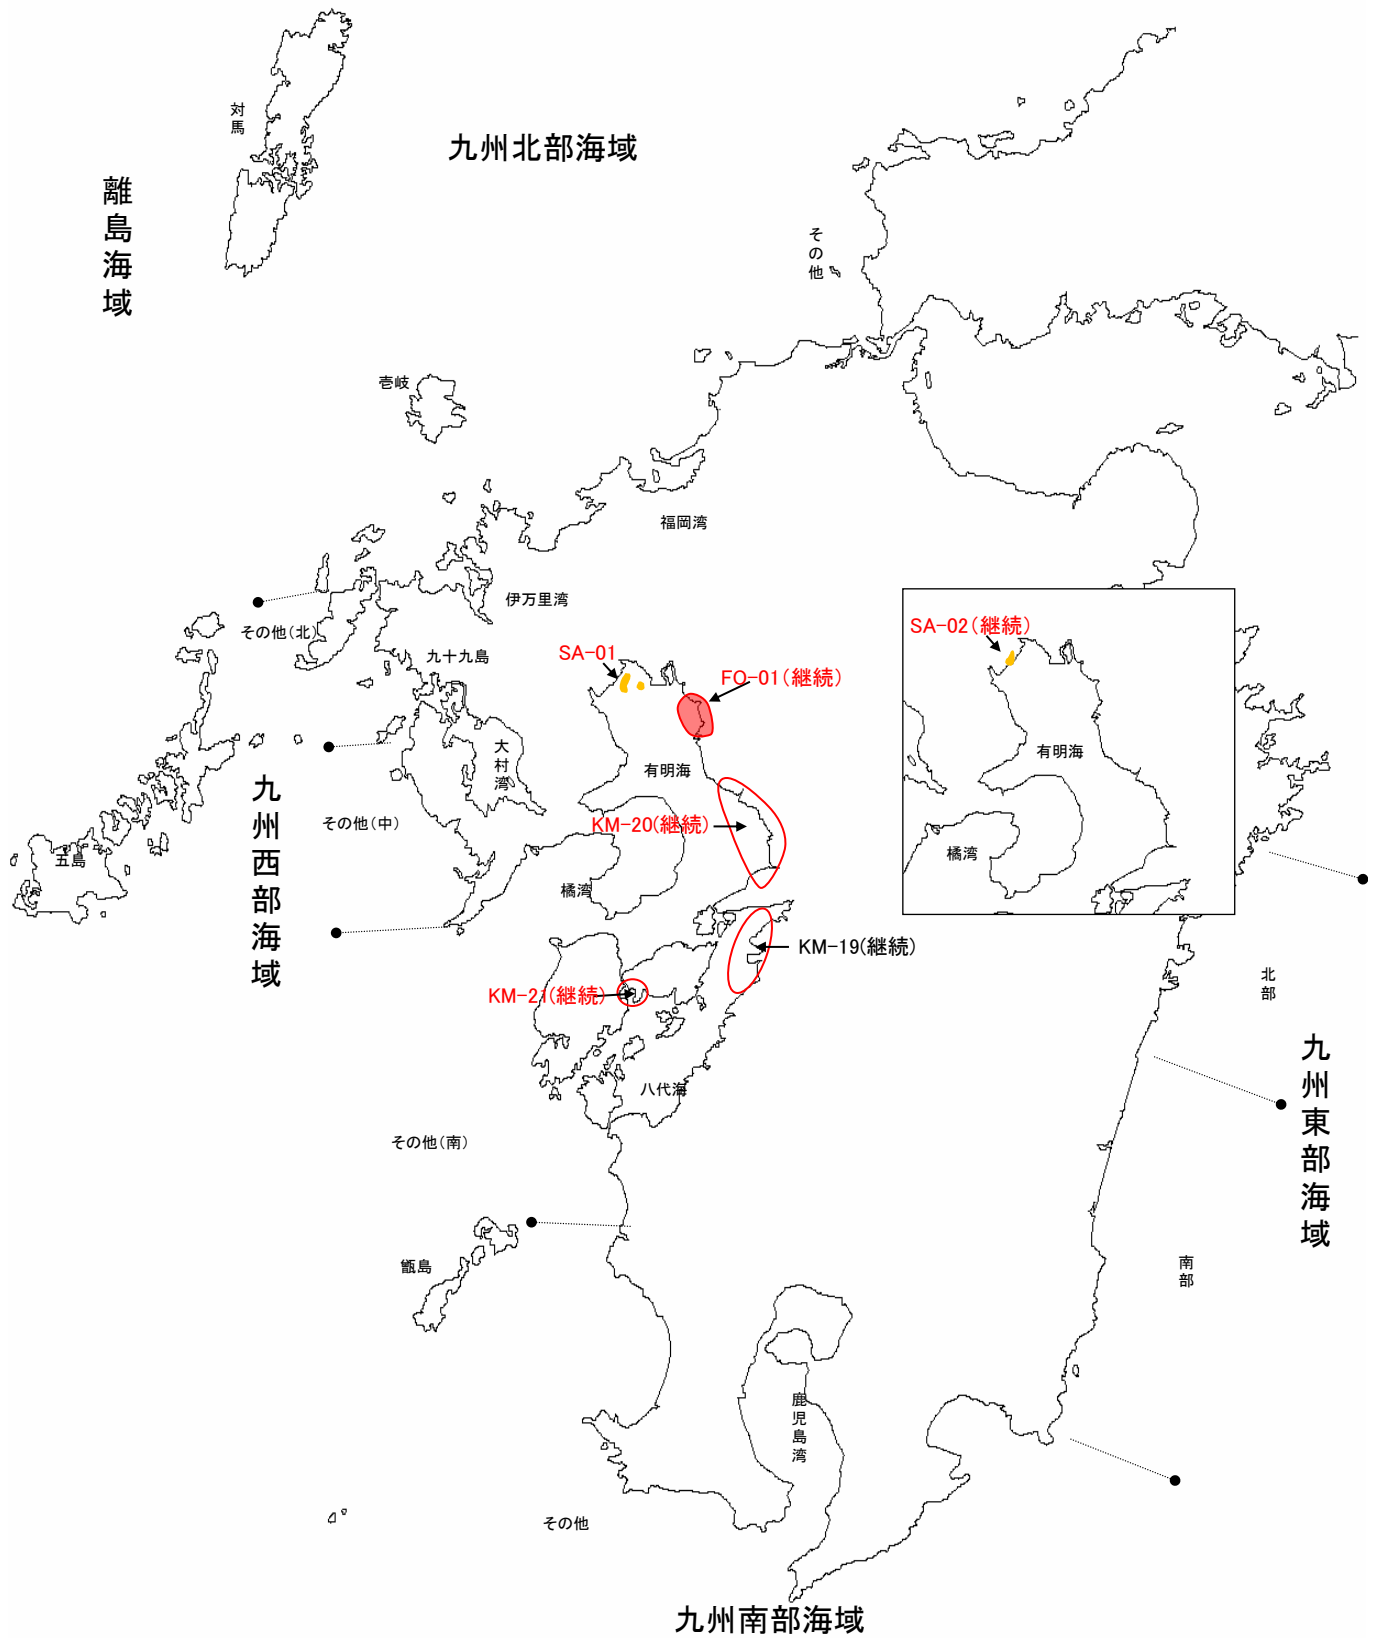 対馬
九州北部海域
離島海域
その他
壱岐
福岡湾
伊万里湾
その他(北)
九十九島
SA-01
FO-01(継続)
SA-02(継続)
大村湾
有明海
有明海
九州西部海域
その他(中)
KM-20(継続)
橘湾
五島
橘湾
KM-19(継続)
北部
KM-21(継続)
九州東部海域
八代海
その他(南)
甑島
南部
鹿児島湾
その他
九州南部海域